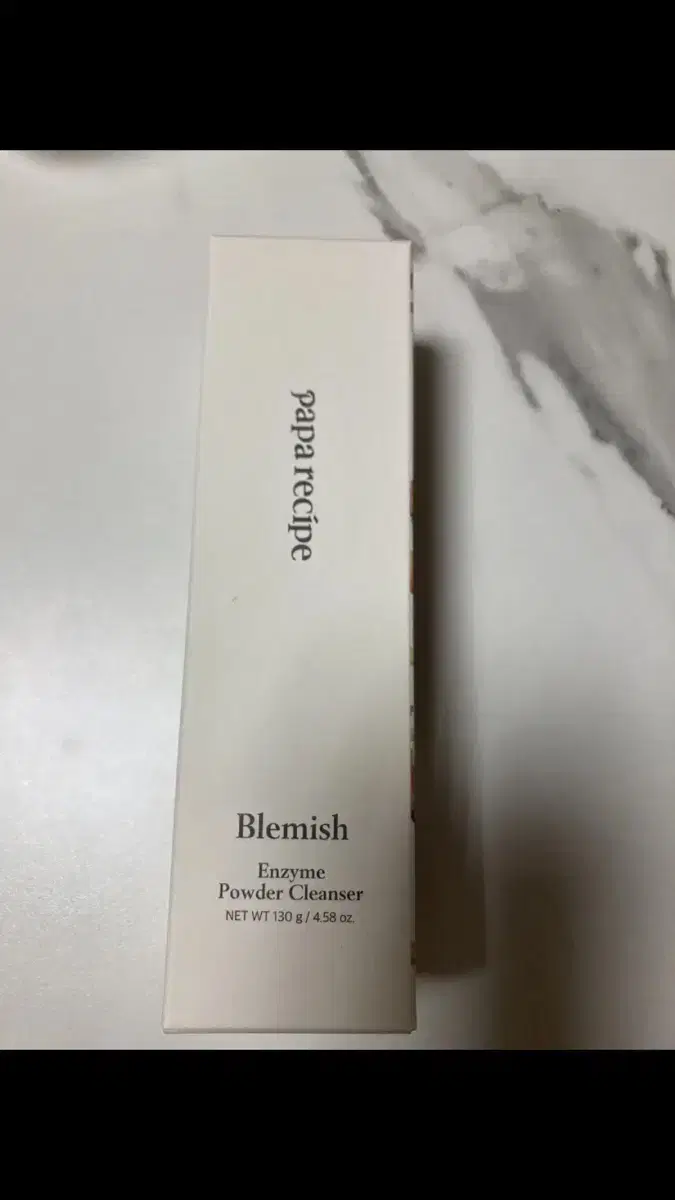 papa recipe
Blemish
Enzyme
Powder Cleanser
NET WT 130 g / 4.58 oz.